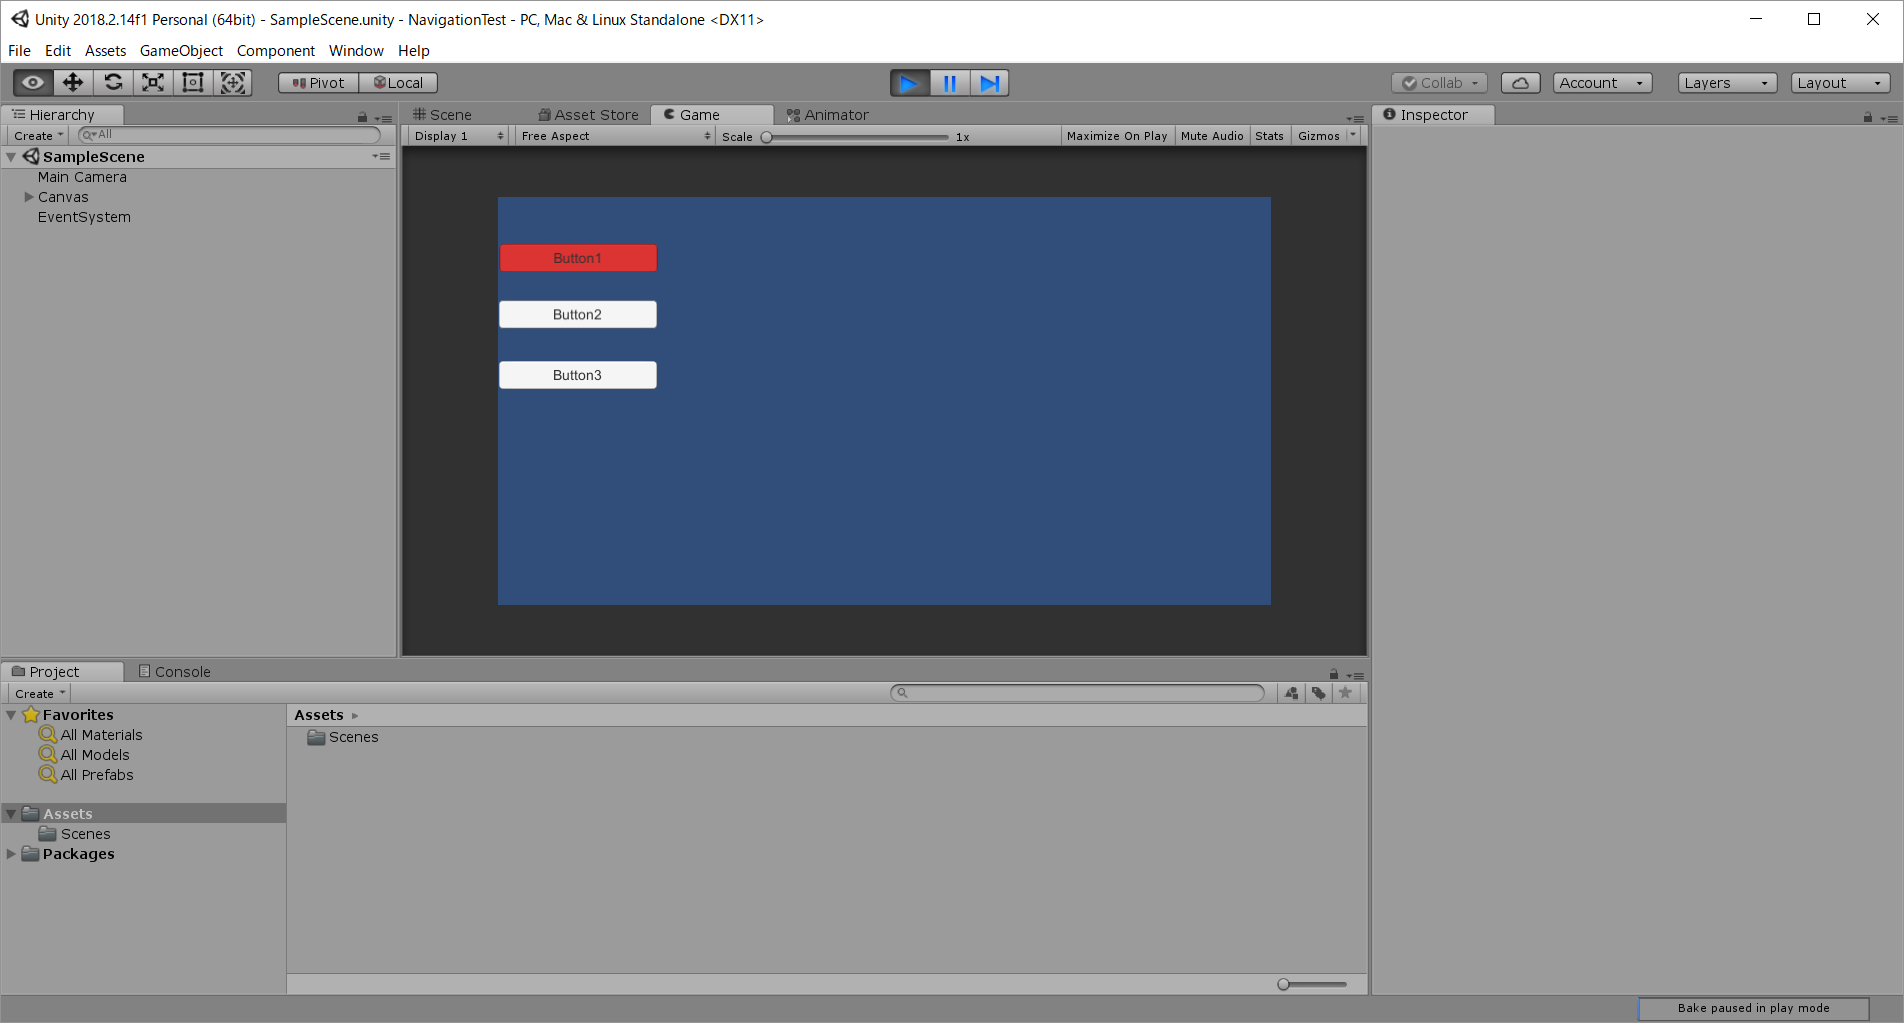 Unity 2018.2.14f1 Personal (64bit) - SampleScene.unity - NavigationTest - PC, Mac & Linux Standalone <DX11>
File Edit Assets GameObject Component Window Help
Pivot Local Collab Account Layers Layout
Hierarchy Scene Asset Store Game Animator Inspector
Create All Display 1 Free Aspect Scale 1x Maximize On Play Mute Audio Stats Gizmos
SampleScene
Main Camera
Canvas
EventSystem
Button1
Button2
Button3
Project Console
Create
Favorites Assets
All Materials Scenes
All Models
All Prefabs
Assets
Scenes
Packages
Bake paused in play mode